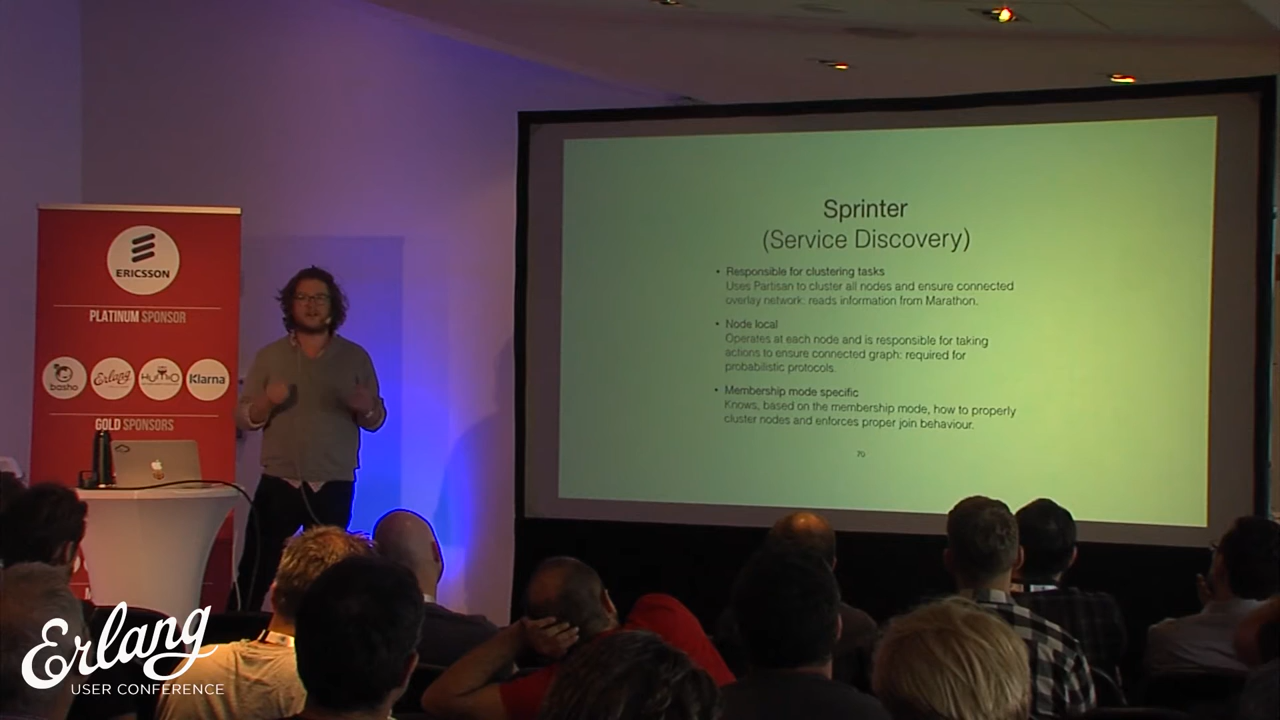 ERICSSON
PLATINUM SPONSOR
basho
Erlang
Klarna
GOLD SPONSORS
Sprinter
(Service Discovery)
• Responsible for clustering tasks
Uses Partisan to cluster all nodes and ensure connected
overlay network: reads information from Marathon.
• Node local
Operates at each node and is responsible for taking
actions to ensure connected graph: required for
probabilistic protocols.
• Membership mode specific
Knows, based on the membership mode, how to properly
cluster nodes and enforces proper join behaviour.
70
Erlang
USER CONFERENCE